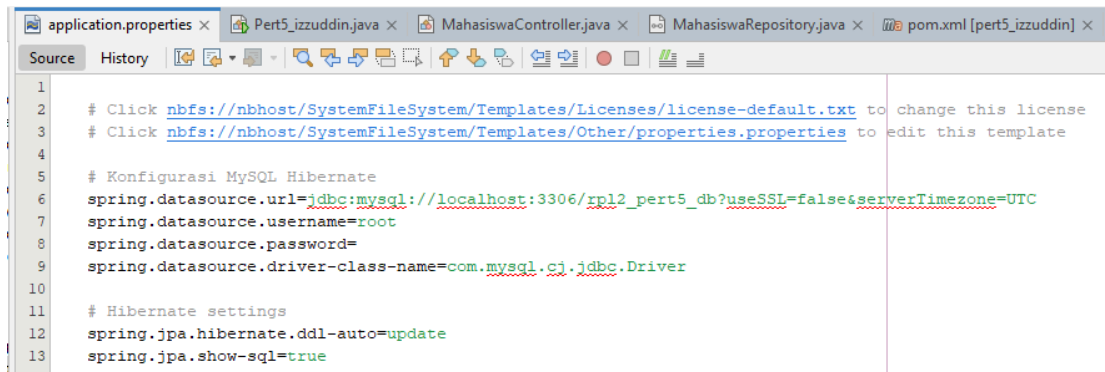 application.properties × Pert5_izzuddin.java × MahasiswaController.java × MahasiswaRepository.java × pom.xml [pert5_izzuddin] ×
Source History
1
2 # Click nbfs://nbhost/SystemFileSystem/Templates/Licenses/license-default.txt to change this license
3 # Click nbfs://nbhost/SystemFileSystem/Templates/Other/properties.properties to edit this template
4
5 # Konfigurasi MySQL Hibernate
6 spring.datasource.url=jdbc:mysql://localhost:3306/rpl2_pert5_db?useSSL=false&serverTimezone=UTC
7 spring.datasource.username=root
8 spring.datasource.password=
9 spring.datasource.driver-class-name=com.mysql.cj.jdbc.Driver
10
11 # Hibernate settings
12 spring.jpa.hibernate.ddl-auto=update
13 spring.jpa.show-sql=true